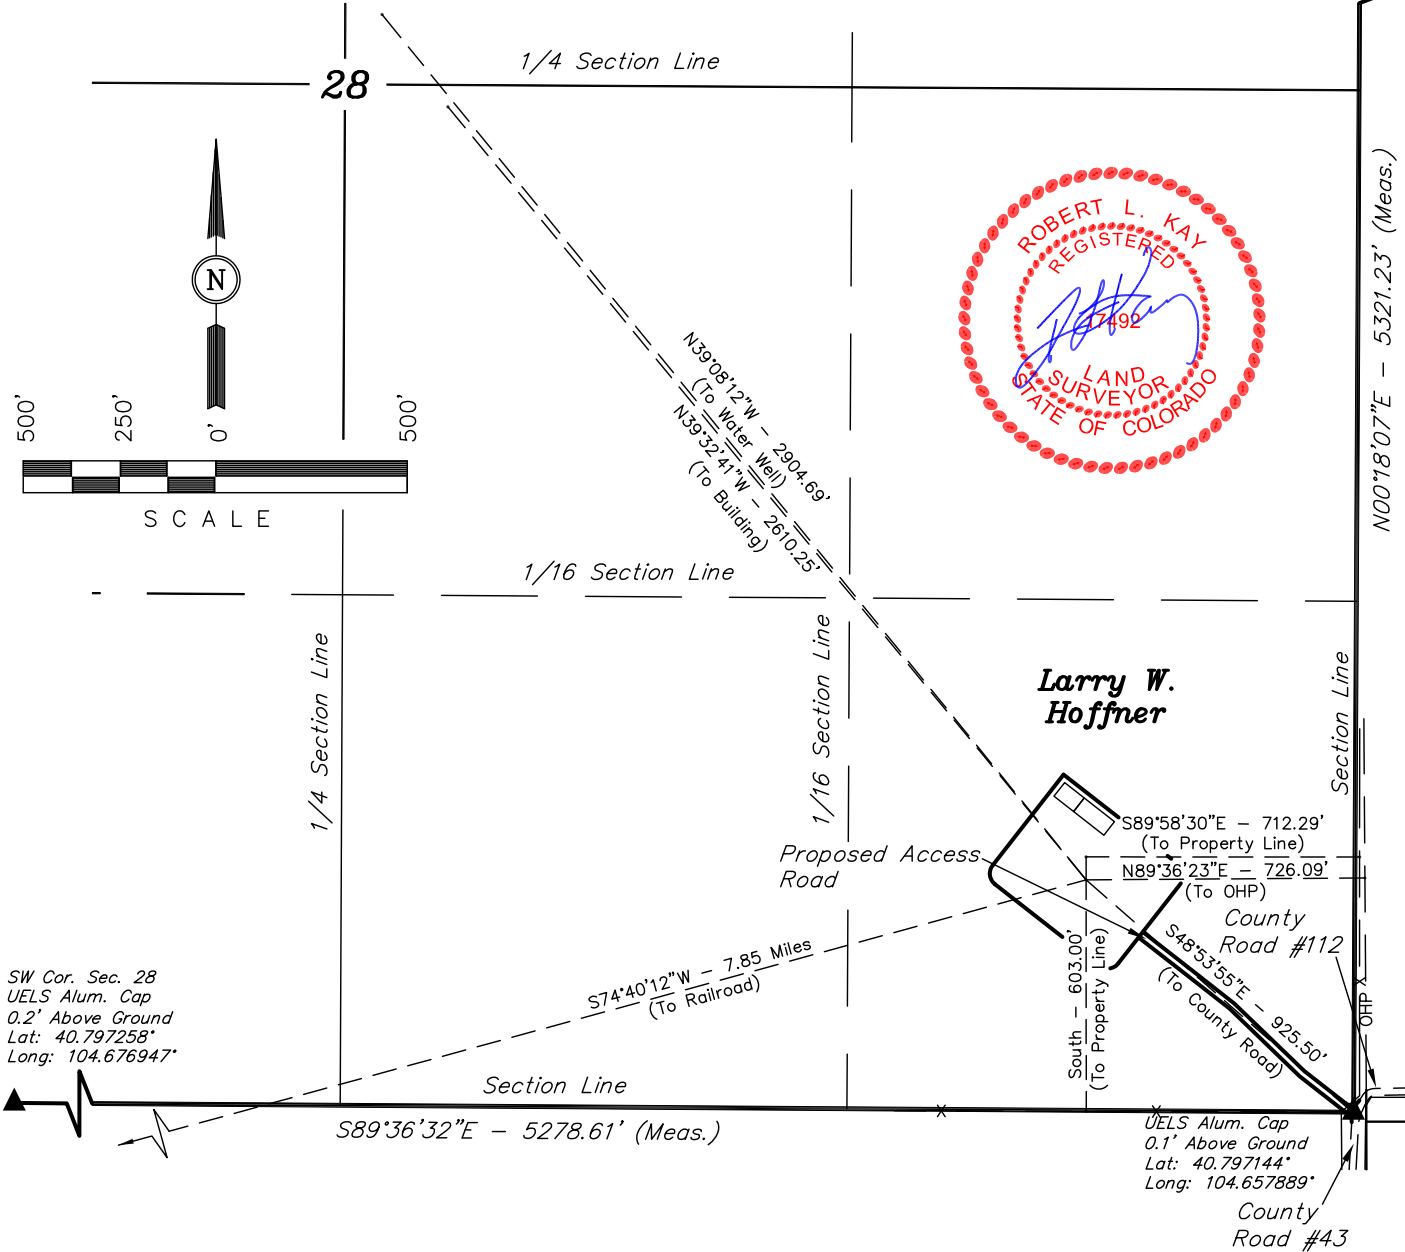 1/4 Section Line
28
N
500'
250'
0'
500'
SCALE
ROBERT L. KAY
REGISTERED
17492
LAND
SURVEYOR
STATE OF COLORADO
N00°18'07"E - 5321.23' (Meas.)
N39°08'12"W - 2904.69'
(To Water Well)
N39°32'41"W - 2610.25'
(To Building)
1/16 Section Line
1/4 Section Line
1/16 Section Line
Section Line
Larry W.
Hoffner
Proposed Access
Road
S89°58'30"E - 712.29'
(To Property Line)
N89°36'23"E - 726.09'
(To OHP)
County
Road #112
S48°53'55"E - 925.50'
(To County Road)
South - 603.00'
(To Property Line)
OHP
S74°40'12"W - 7.85 Miles
(To Railroad)
SW Cor. Sec. 28
UELS Alum. Cap
0.2' Above Ground
Lat: 40.797258°
Long: 104.676947°
Section Line
S89°36'32"E - 5278.61' (Meas.)
UELS Alum. Cap
0.1' Above Ground
Lat: 40.797144°
Long: 104.657889°
County
Road #43